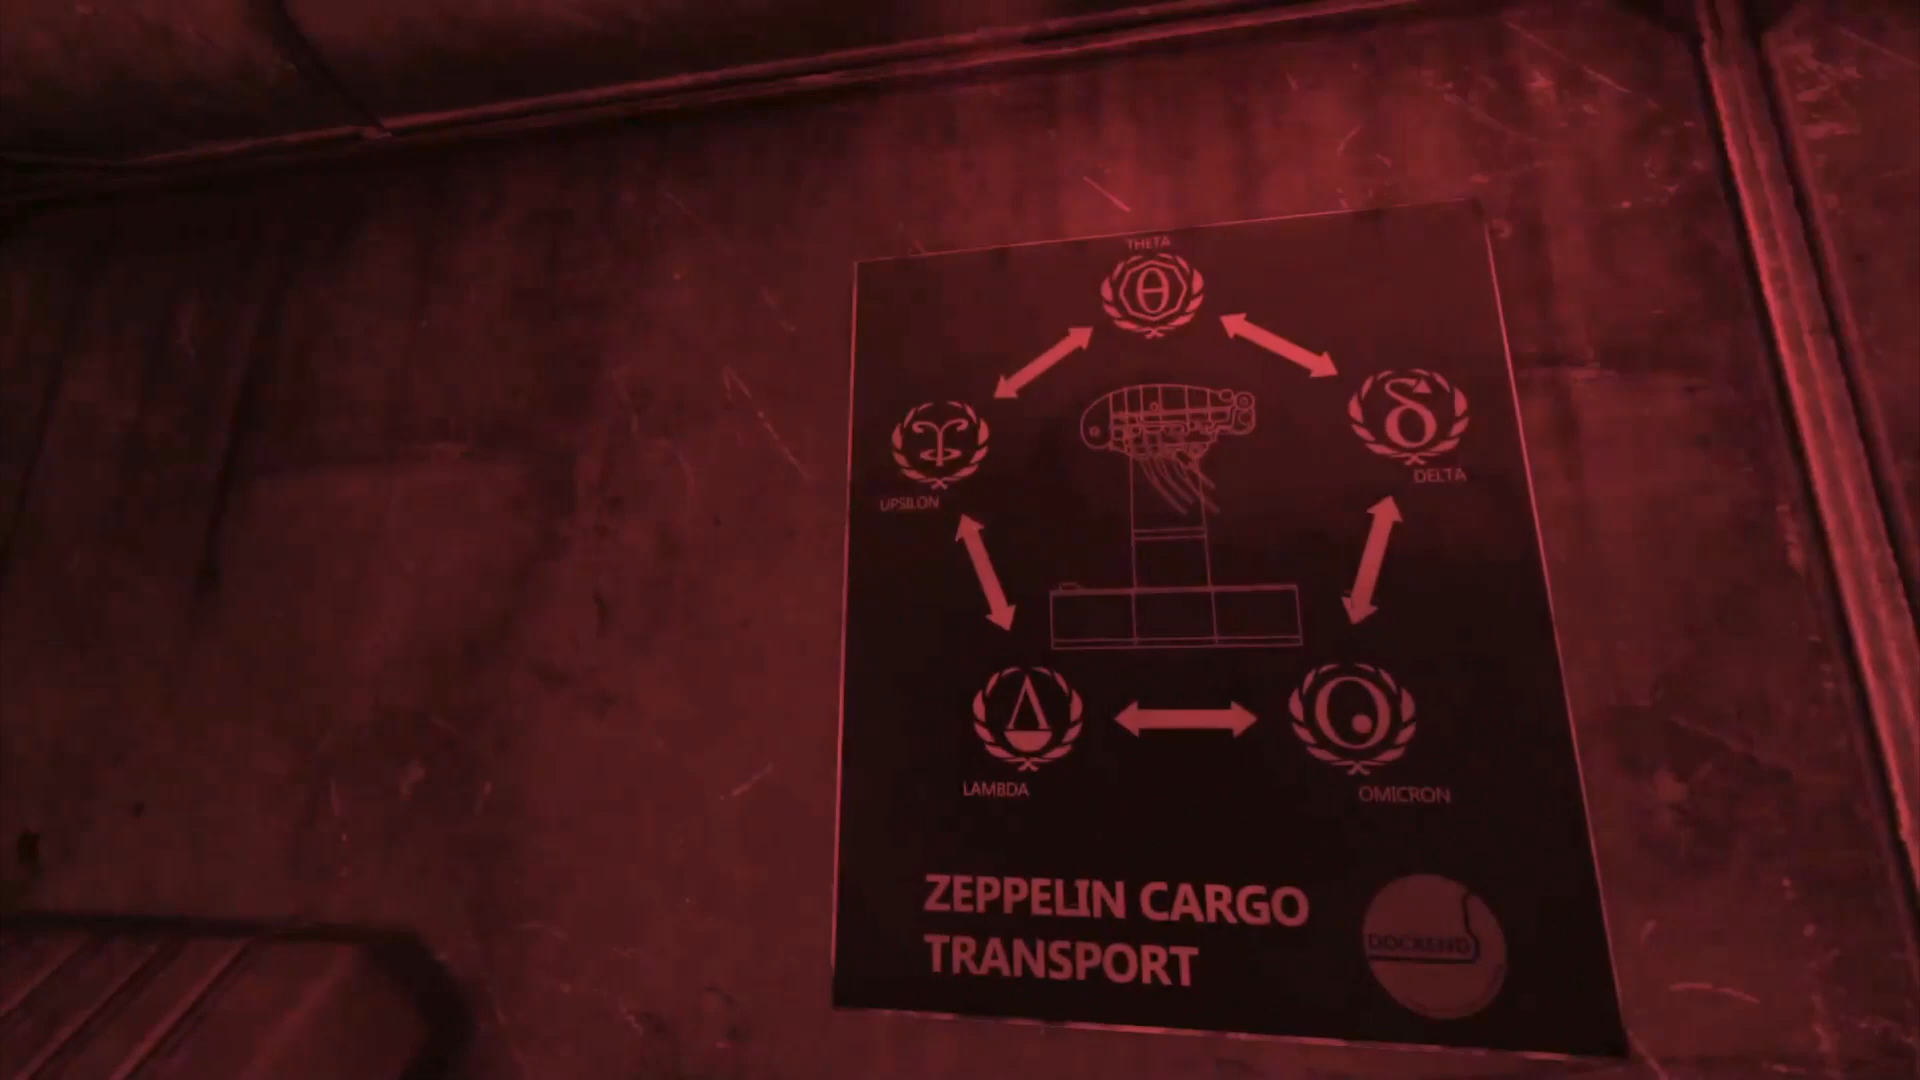 THETA
θ
δ
DELTA
UPSILON
LAMBDA
OMICRON
ZEPPELIN CARGO
TRANSPORT